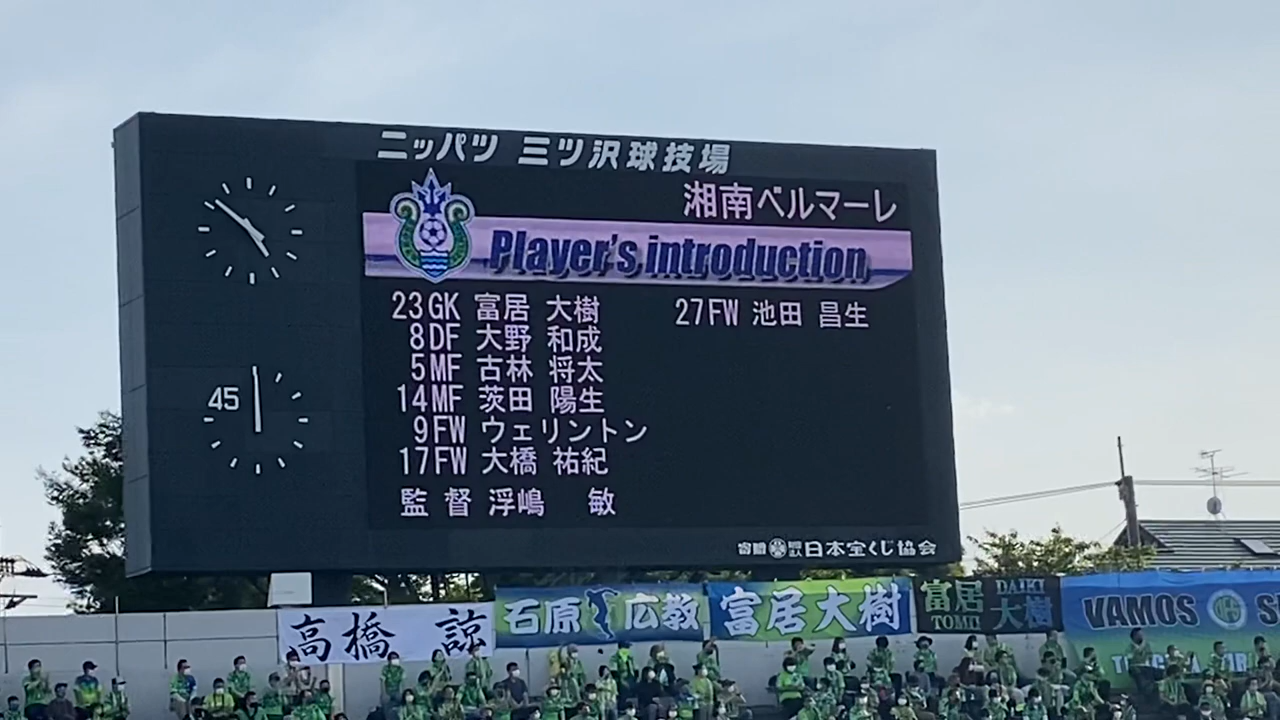 ニッパツ 三ツ沢球技場
湘南ベルマーレ
Player's introduction
23GK 富居 大樹
27FW 池田 昌生
8DF 大野 和成
5MF 古林 将太
14MF 茨田 陽生
9FW ウェリントン
17FW 大橋 祐紀
監督 浮嶋 敏
45
日本宝くじ協会
高橋 諒
石原 広教
富居大樹
富居 大樹
TOMI DAIKI
VAMOS